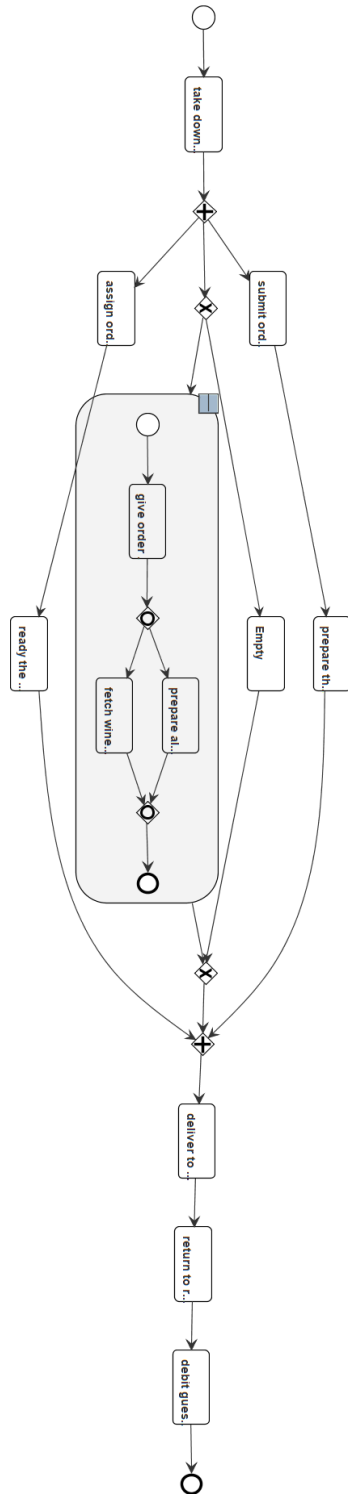 take down...
submit ord...
assign ord...
give order
prepare th...
Empty
ready the ...
prepare al...
fetch wine...
deliver to ...
return to r...
debit gues...